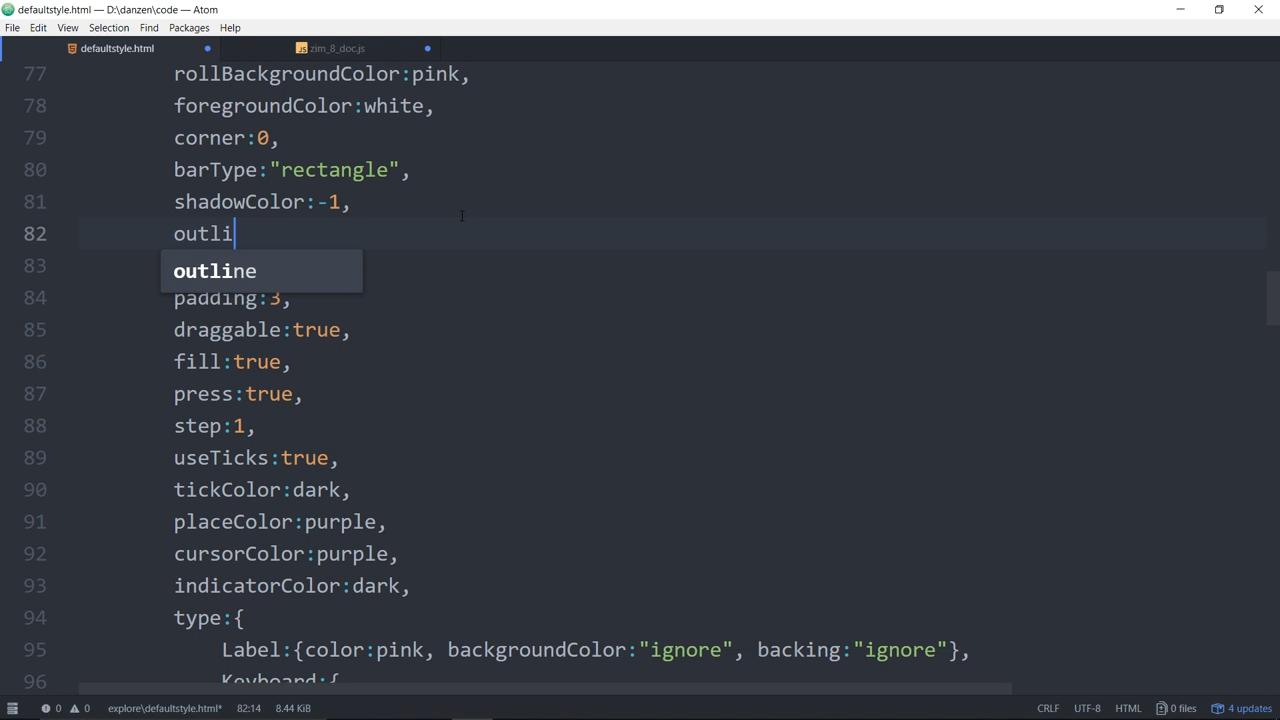 defaultstyle.html — D:\danzen\code — Atom
File Edit View Selection Find Packages Help
defaultstyle.html zim_8_doc.js
77 rollBackgroundColor:pink,
78 foregroundColor:white,
79 corner:0,
80 barType:"rectangle",
81 shadowColor:-1,
82 outli
83
outline
84 padding:3,
85 draggable:true,
86 fill:true,
87 press:true,
88 step:1,
89 useTicks:true,
90 tickColor:dark,
91 placeColor:purple,
92 cursorColor:purple,
93 indicatorColor:dark,
94 type:{
95 Label:{color:pink, backgroundColor:"ignore", backing:"ignore"},
96 Keyboard:{
0 0 explore\defaultstyle.html* 82:14 8.44 KiB CRLF UTF-8 HTML 0 files 4 updates